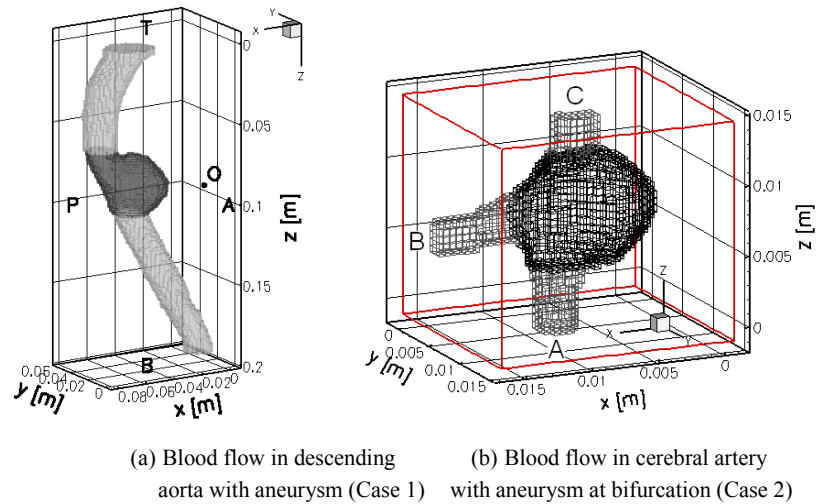 T
Y
X
Z
0
0.05
0.1
0.15
0.2
z [m]
P
O
A
B
0.05
0.04
0.02
0
y [m]
0.08
0.06
0.04
0.02
0
x [m]
C
B
A
0.015
0.01
0.005
0
z [m]
Z
X
Y
0
0.005
0.01
0.015
y [m]
0.015
0.01
0.005
0
x [m]
(a) Blood flow in descending
aorta with aneurysm (Case 1)
(b) Blood flow in cerebral artery
with aneurysm at bifurcation (Case 2)